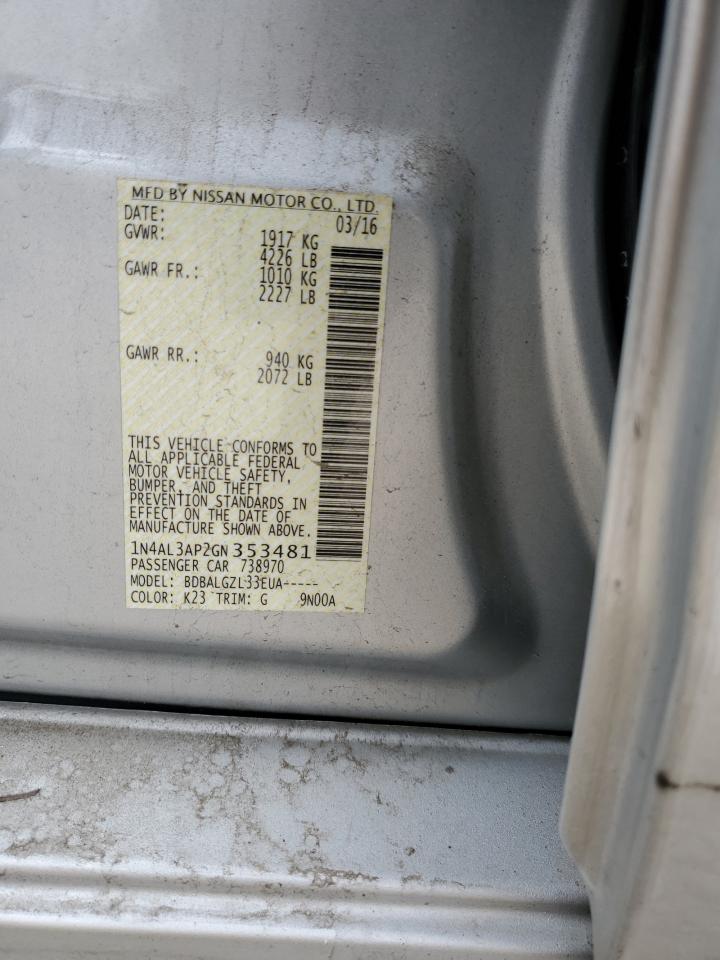 MFD BY NISSAN MOTOR CO., LTD.
DATE: 03/16
GVWR: 1917 KG
4226 LB
GAWR FR.: 1010 KG
2227 LB
GAWR RR.: 940 KG
2072 LB
THIS VEHICLE CONFORMS TO
ALL APPLICABLE FEDERAL
MOTOR VEHICLE SAFETY,
BUMPER, AND THEFT
PREVENTION STANDARDS IN
EFFECT ON THE DATE OF
MANUFACTURE SHOWN ABOVE.
1N4AL3AP2GN353481
PASSENGER CAR 738970
MODEL: BDBALGZL33EUA-----
COLOR: K23 TRIM: G 9N00A